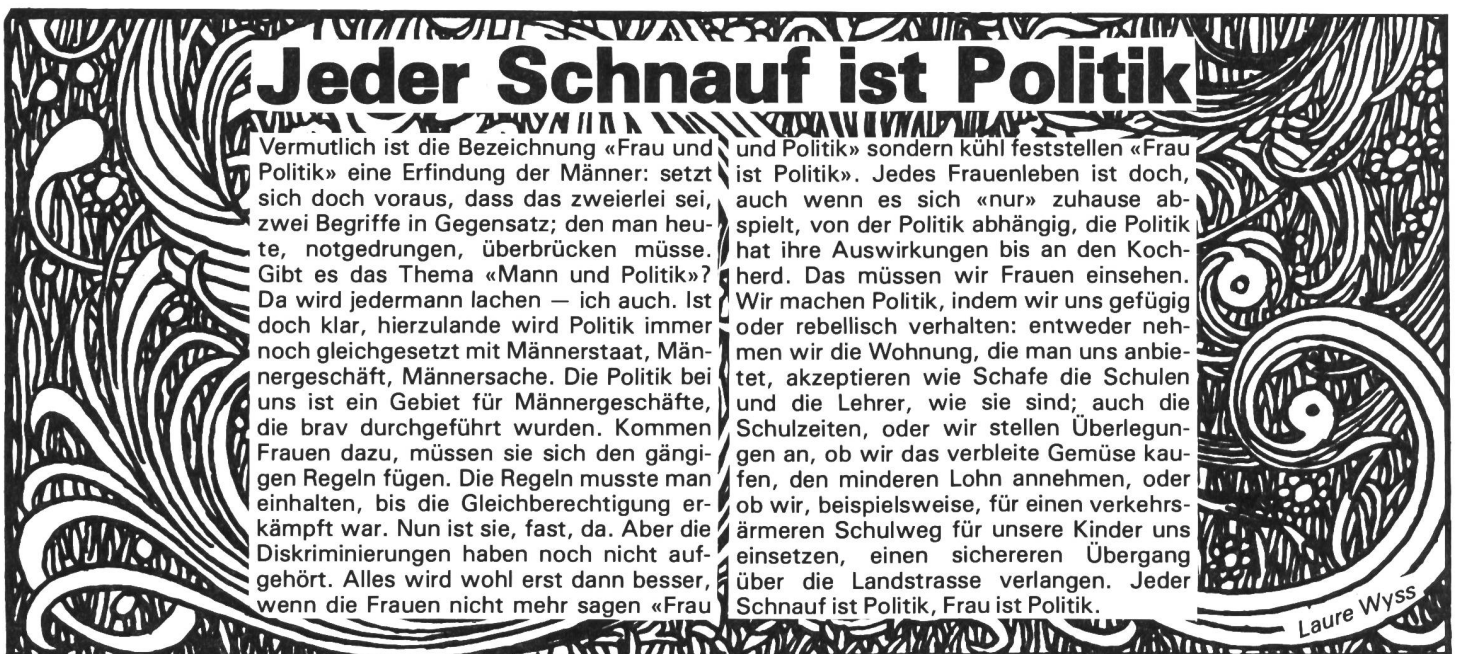 Jeder Schnauf ist Politik
Vermutlich ist die Bezeichnung «Frau und
Politik» eine Erfindung der Männer: setzt
sich doch voraus, dass das zweierlei sei,
zwei Begriffe in Gegensatz; den man heu-
te, notgedrungen, überbrücken müsse.
Gibt es das Thema «Mann und Politik»?
Da wird jedermann lachen — ich auch. Ist
doch klar, hierzulande wird Politik immer
noch gleichgesetzt mit Männerstaat, Män-
nergeschäft, Männersache. Die Politik bei
uns ist ein Gebiet für Männergeschäfte,
die brav durchgeführt wurden. Kommen
Frauen dazu, müssen sie sich den gängi-
gen Regeln fügen. Die Regeln musste man
einhalten, bis die Gleichberechtigung er-
kämpft war. Nun ist sie, fast, da. Aber die
Diskriminierungen haben noch nicht auf-
gehört. Alles wird wohl erst dann besser,
wenn die Frauen nicht mehr sagen «Frau
und Politik» sondern kühl feststellen «Frau
ist Politik». Jedes Frauenleben ist doch,
auch wenn es sich «nur» zuhause ab-
spielt, von der Politik abhängig, die Politik
hat ihre Auswirkungen bis an den Koch-
herd. Das müssen wir Frauen einsehen.
Wir machen Politik, indem wir uns gefügig
oder rebellisch verhalten: entweder neh-
men wir die Wohnung, die man uns anbie-
tet, akzeptieren wie Schafe die Schulen
und die Lehrer, wie sie sind; auch die
Schulzeiten, oder wir stellen Überlegun-
gen an, ob wir das verbleite Gemüse kau-
fen, den minderen Lohn annehmen, oder
ob wir, beispielsweise, für einen verkehrs-
ärmeren Schulweg für unsere Kinder uns
einsetzen, einen sichereren Übergang
über die Landstrasse verlangen. Jeder
Schnauf ist Politik, Frau ist Politik.
Laure Wyss